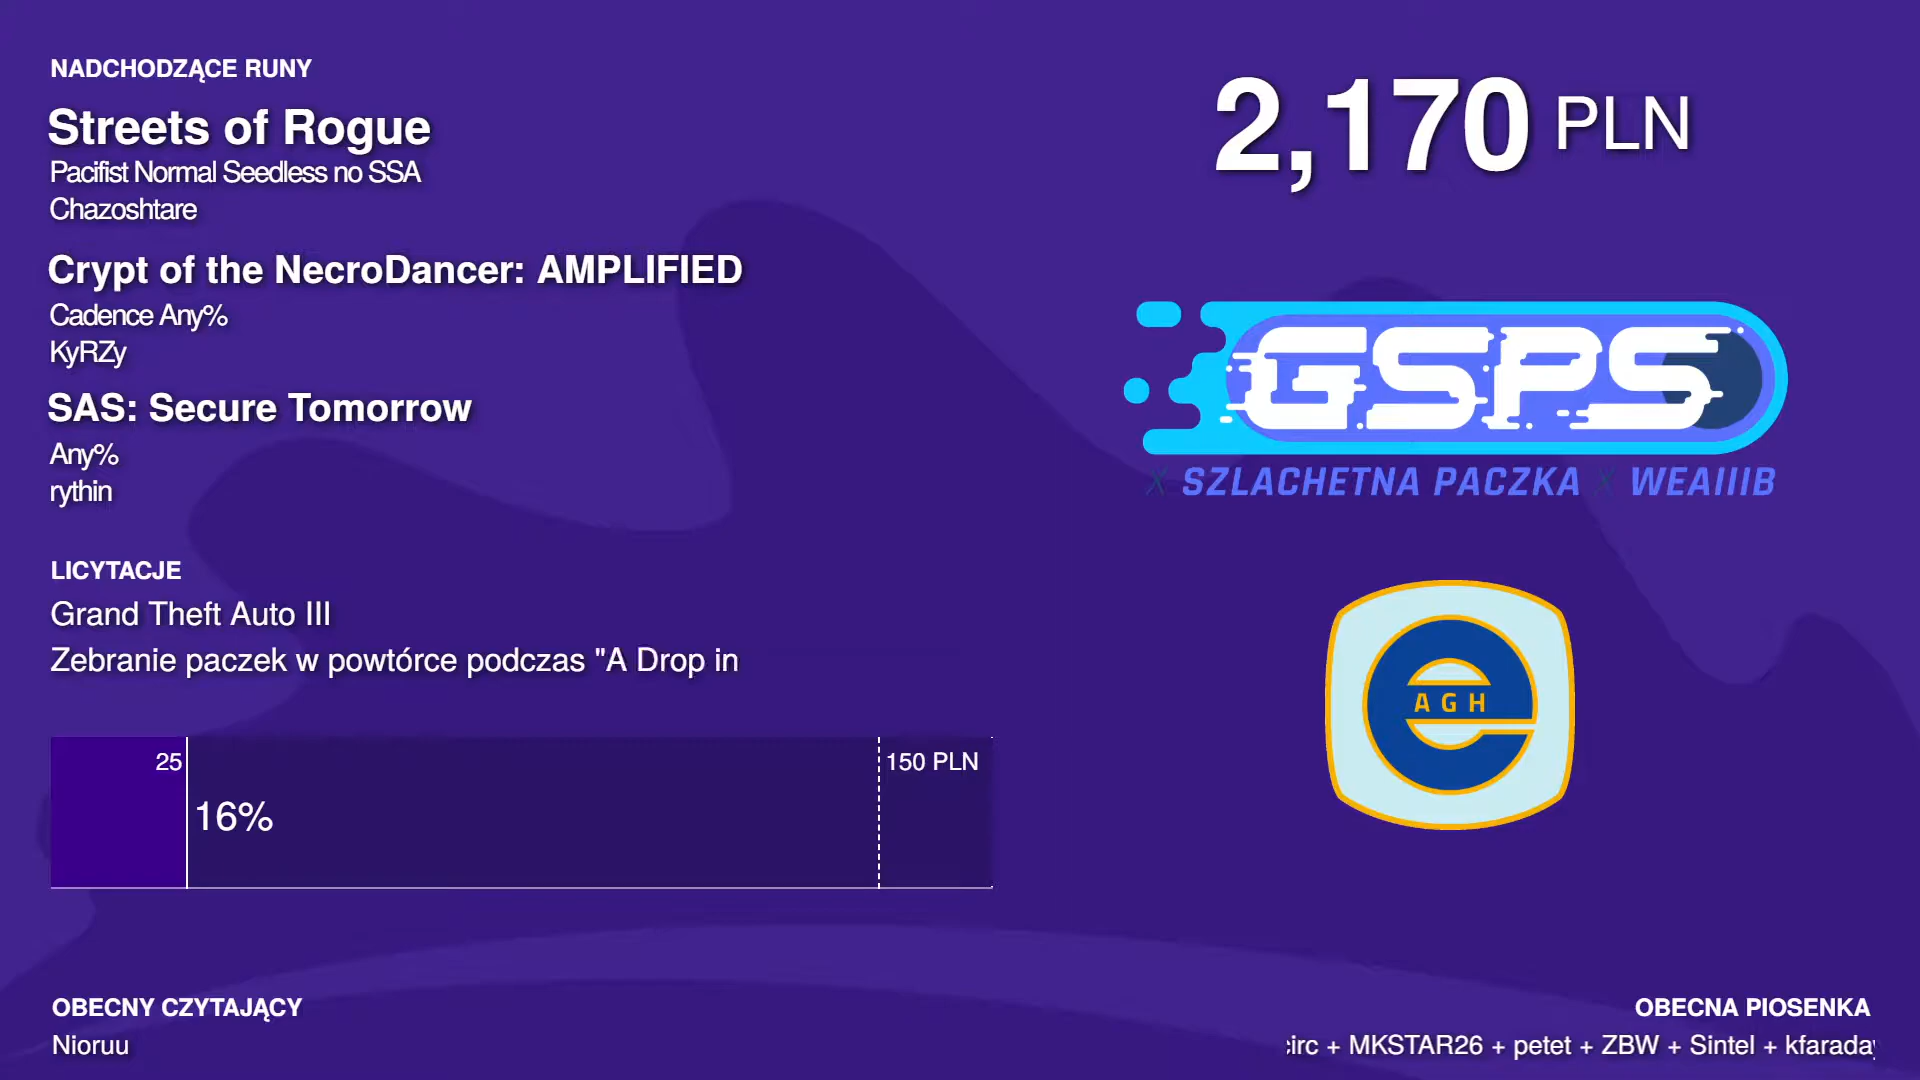 NADCHODZĄCE RUNY
Streets of Rogue
Pacifist Normal Seedless no SSA
Chazoshtare
Crypt of the NecroDancer: AMPLIFIED
Cadence Any%
KyRZy
SAS: Secure Tomorrow
Any%
rythin
LICYTACJE
Grand Theft Auto III
Zebranie paczek w powtórce podczas "A Drop in
25
150 PLN
16%
OBECNY CZYTAJĄCY
Nioruu
2,170 PLN
GSPS
X SZLACHETNA PACZKA X WEAIIIB
AGH
OBECNA PIOSENKA
+ MKSTAR26 + petet + ZBW + Sintel +